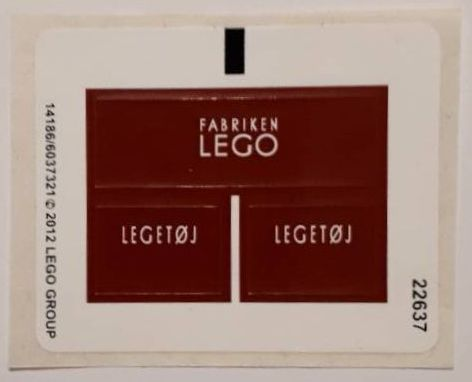 FABRIKEN
LEGO
LEGETØJ
LEGETØJ
14186/6037321 © 2012 LEGO GROUP
22637